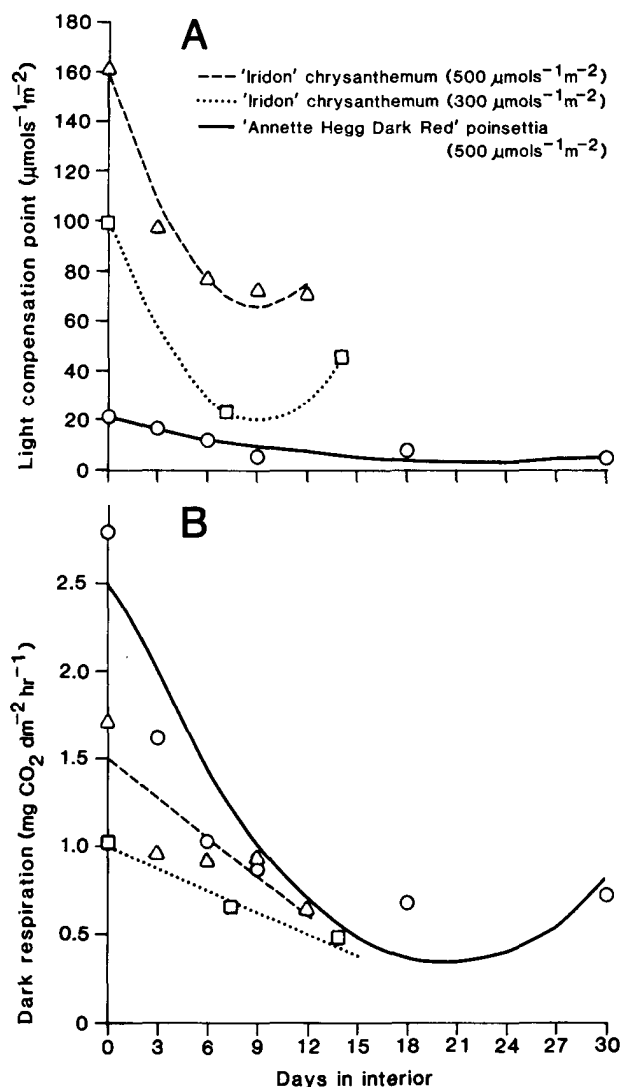 A
180
160
140
120
100
80
60
40
20
0
Light compensation point (μmols⁻¹m⁻²)
'Iridon' chrysanthemum (500 μmols⁻¹m⁻²)
'Iridon' chrysanthemum (300 μmols⁻¹m⁻²)
'Annette Hegg Dark Red' poinsettia
(500 μmols⁻¹m⁻²)
B
2.5
2.0
1.5
1.0
0.5
0
Dark respiration (mg CO₂ dm⁻² hr⁻¹)
0 3 6 9 12 15 18 21 24 27 30
Days in interior